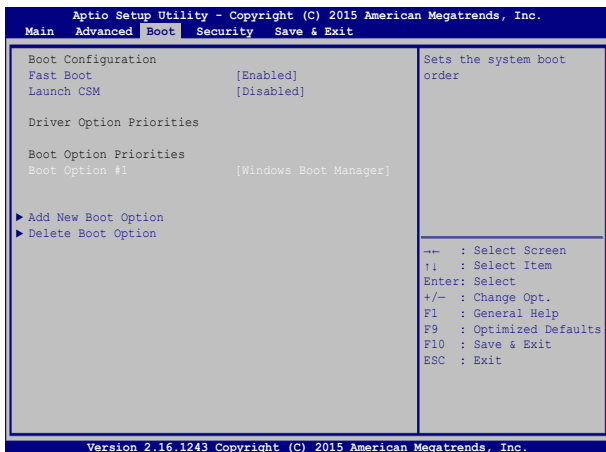 Aptio Setup Utility - Copyright (C) 2015 American Megatrends, Inc.
Main Advanced Boot Security Save & Exit
Boot Configuration
Fast Boot [Enabled]
Launch CSM [Disabled]
Driver Option Priorities
Boot Option Priorities
Boot Option #1 [Windows Boot Manager]
Add New Boot Option
Delete Boot Option
Sets the system boot
order
→← : Select Screen
↑↓ : Select Item
Enter: Select
+/— : Change Opt.
F1 : General Help
F9 : Optimized Defaults
F10 : Save & Exit
ESC : Exit
Version 2.16.1243 Copyright (C) 2015 American Megatrends, Inc.